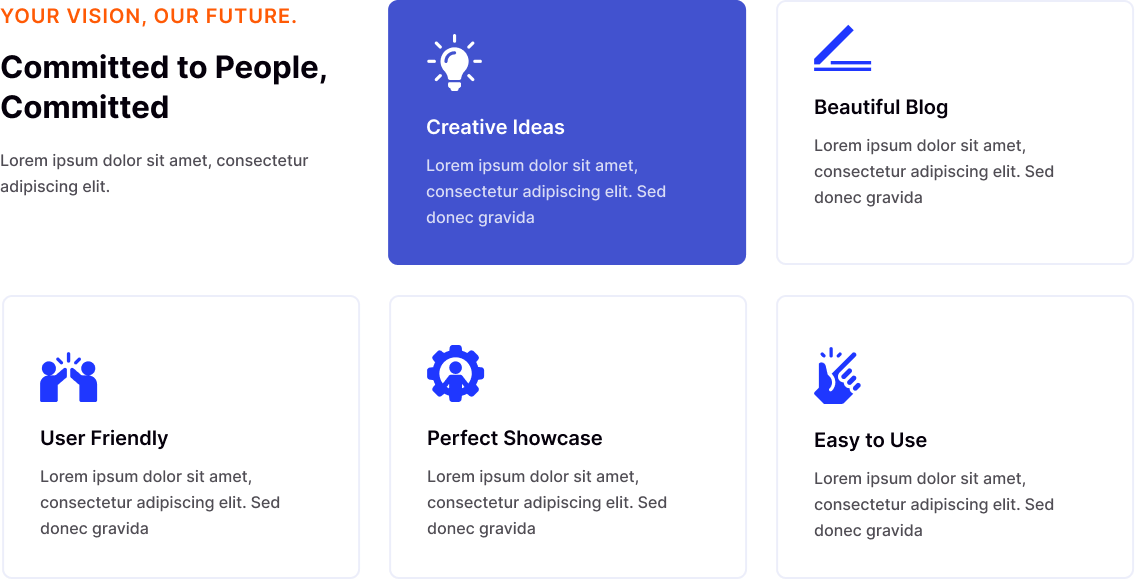 YOUR VISION, OUR FUTURE.
Committed to People,
Committed
Lorem ipsum dolor sit amet, consectetur
adipiscing elit.
Creative Ideas
Lorem ipsum dolor sit amet,
consectetur adipiscing elit. Sed
donec gravida
Beautiful Blog
Lorem ipsum dolor sit amet,
consectetur adipiscing elit. Sed
donec gravida
User Friendly
Lorem ipsum dolor sit amet,
consectetur adipiscing elit. Sed
donec gravida
Perfect Showcase
Lorem ipsum dolor sit amet,
consectetur adipiscing elit. Sed
donec gravida
Easy to Use
Lorem ipsum dolor sit amet,
consectetur adipiscing elit. Sed
donec gravida